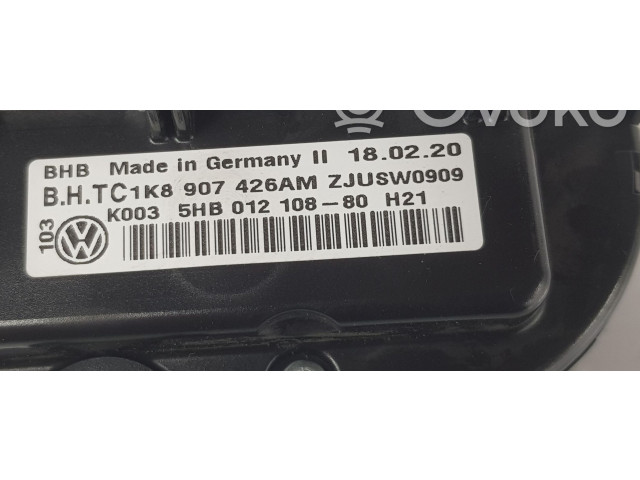 BHB Made in Germany II 18.02.20
B.H.TC1K8 907 426AM ZJUSW0909
K003 5HB 012 108-80 H21
103
VW